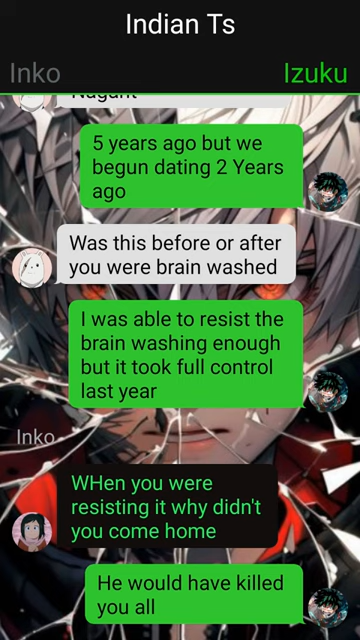 Indian Ts
Inko
Izuku
Nagant
5 years ago but we
begun dating 2 Years
ago
Was this before or after
you were brain washed
I was able to resist the
brain washing enough
but it took full control
last year
Inko
WHen you were
resisting it why didn't
you come home
He would have killed
you all